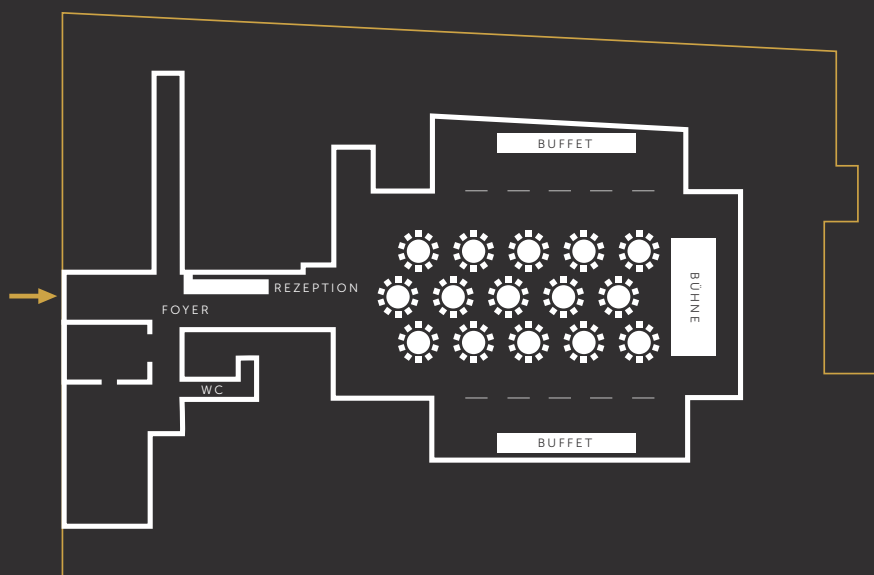 BUFFET
REZEPTION
FOYER
BÜHNE
WC
BUFFET